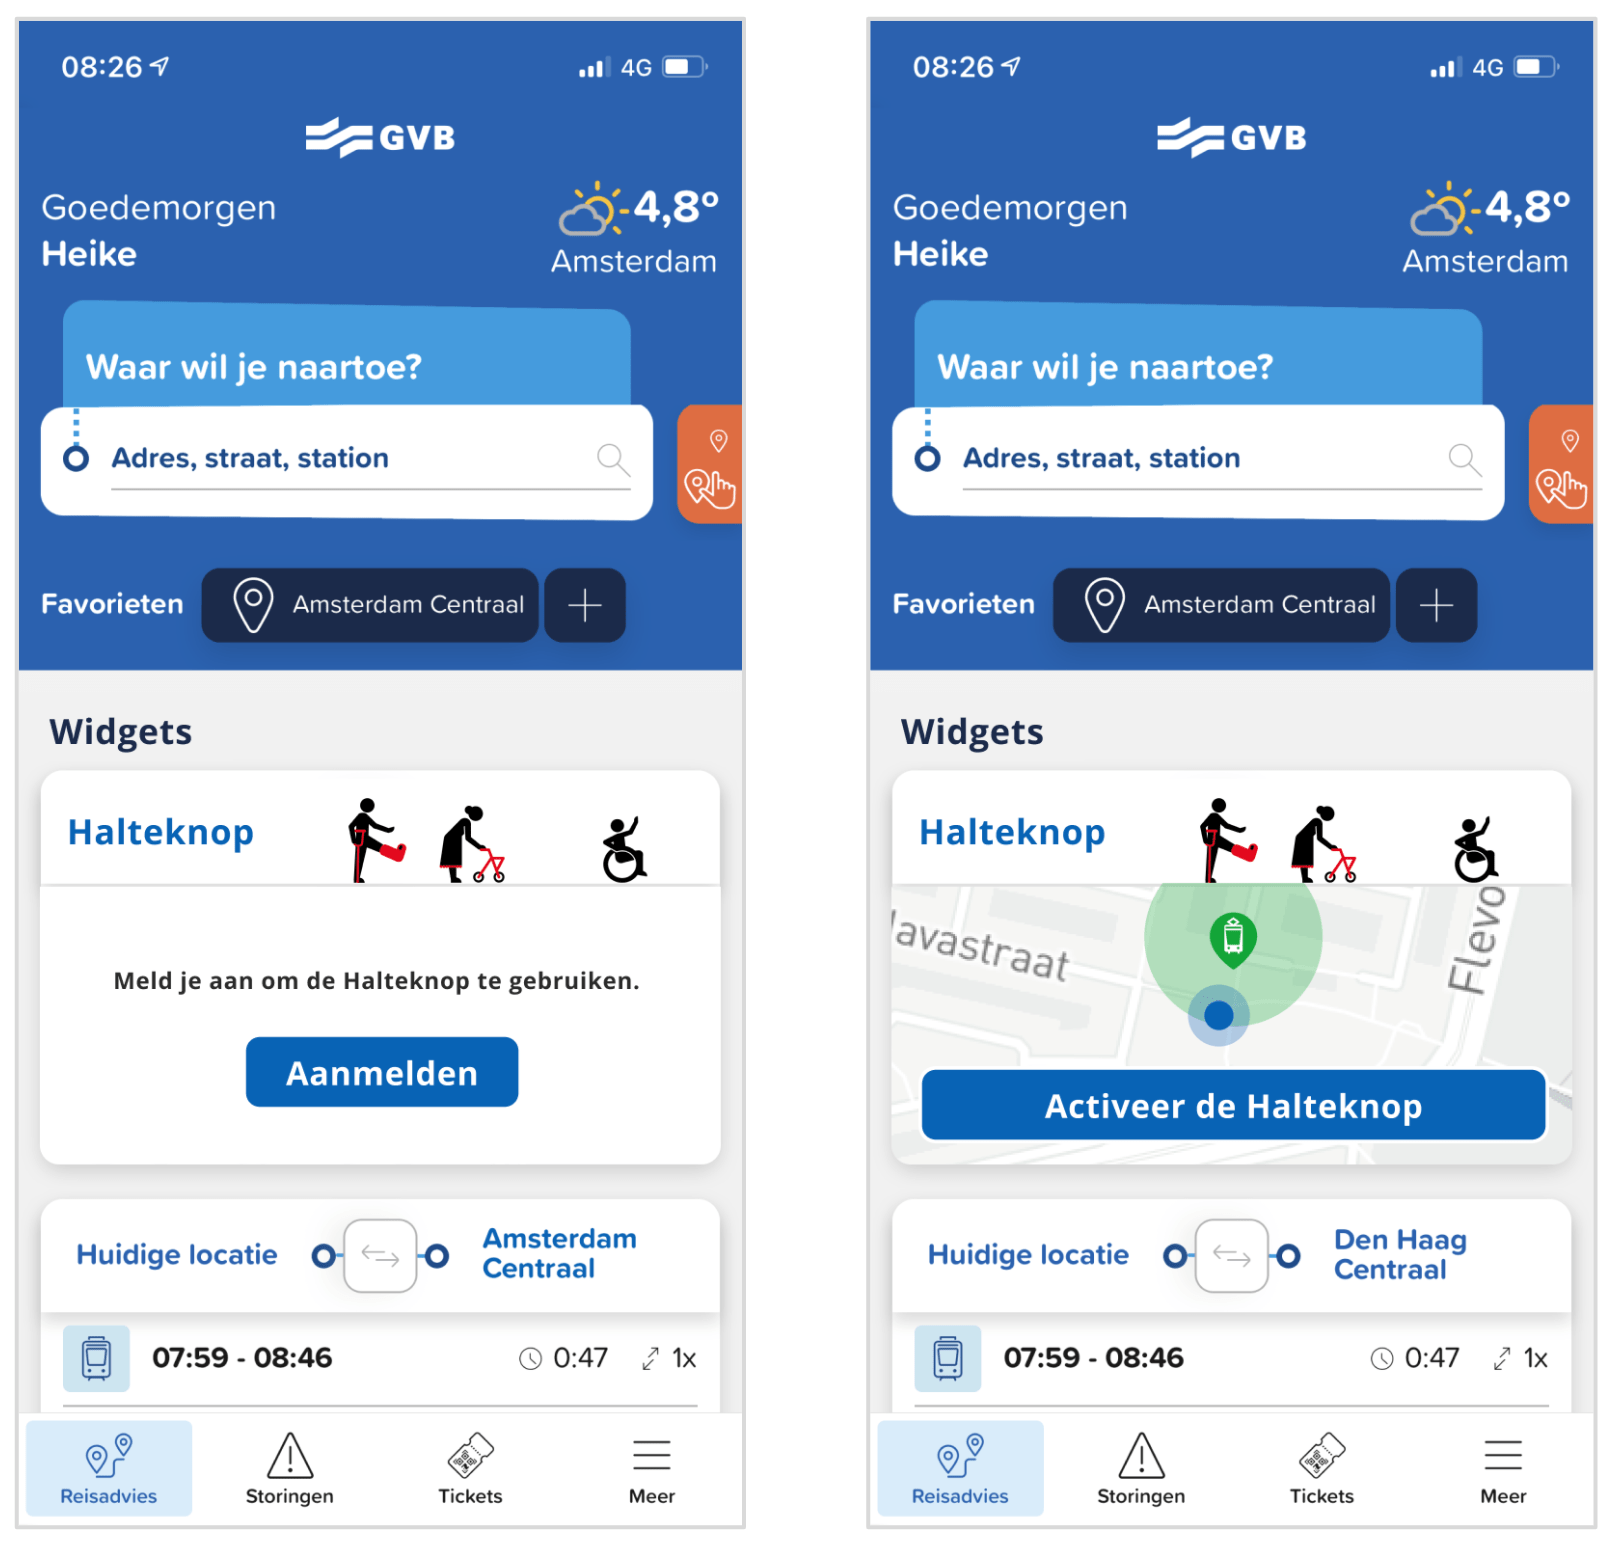 08:26
4G
GVB
Goedemorgen
Heike
4,8°
Amsterdam
Waar wil je naartoe?
Adres, straat, station
Favorieten
Amsterdam Centraal
Widgets
Halteknop
Meld je aan om de Halteknop te gebruiken.
Aanmelden
Huidige locatie
Amsterdam
Centraal
07:59 - 08:46
0:47
1x
Reisadvies
Storingen
Tickets
Meer
08:26
4G
GVB
Goedemorgen
Heike
4,8°
Amsterdam
Waar wil je naartoe?
Adres, straat, station
Favorieten
Amsterdam Centraal
Widgets
Halteknop
avastraat
Flevo
Activeer de Halteknop
Huidige locatie
Den Haag
Centraal
07:59 - 08:46
0:47
1x
Reisadvies
Storingen
Tickets
Meer